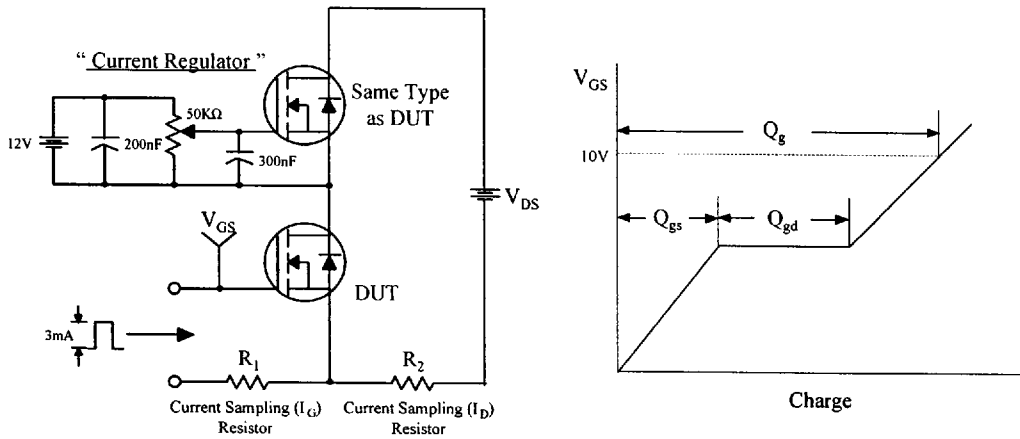 “ Current Regulator ”
50KΩ
12V
200nF
300nF
Same Type
as DUT
V_DS
V_GS
DUT
3mA
R_1
R_2
Current Sampling (I_G)
Resistor
Current Sampling (I_D)
Resistor
V_GS
Q_g
10V
Q_gs
Q_gd
Charge